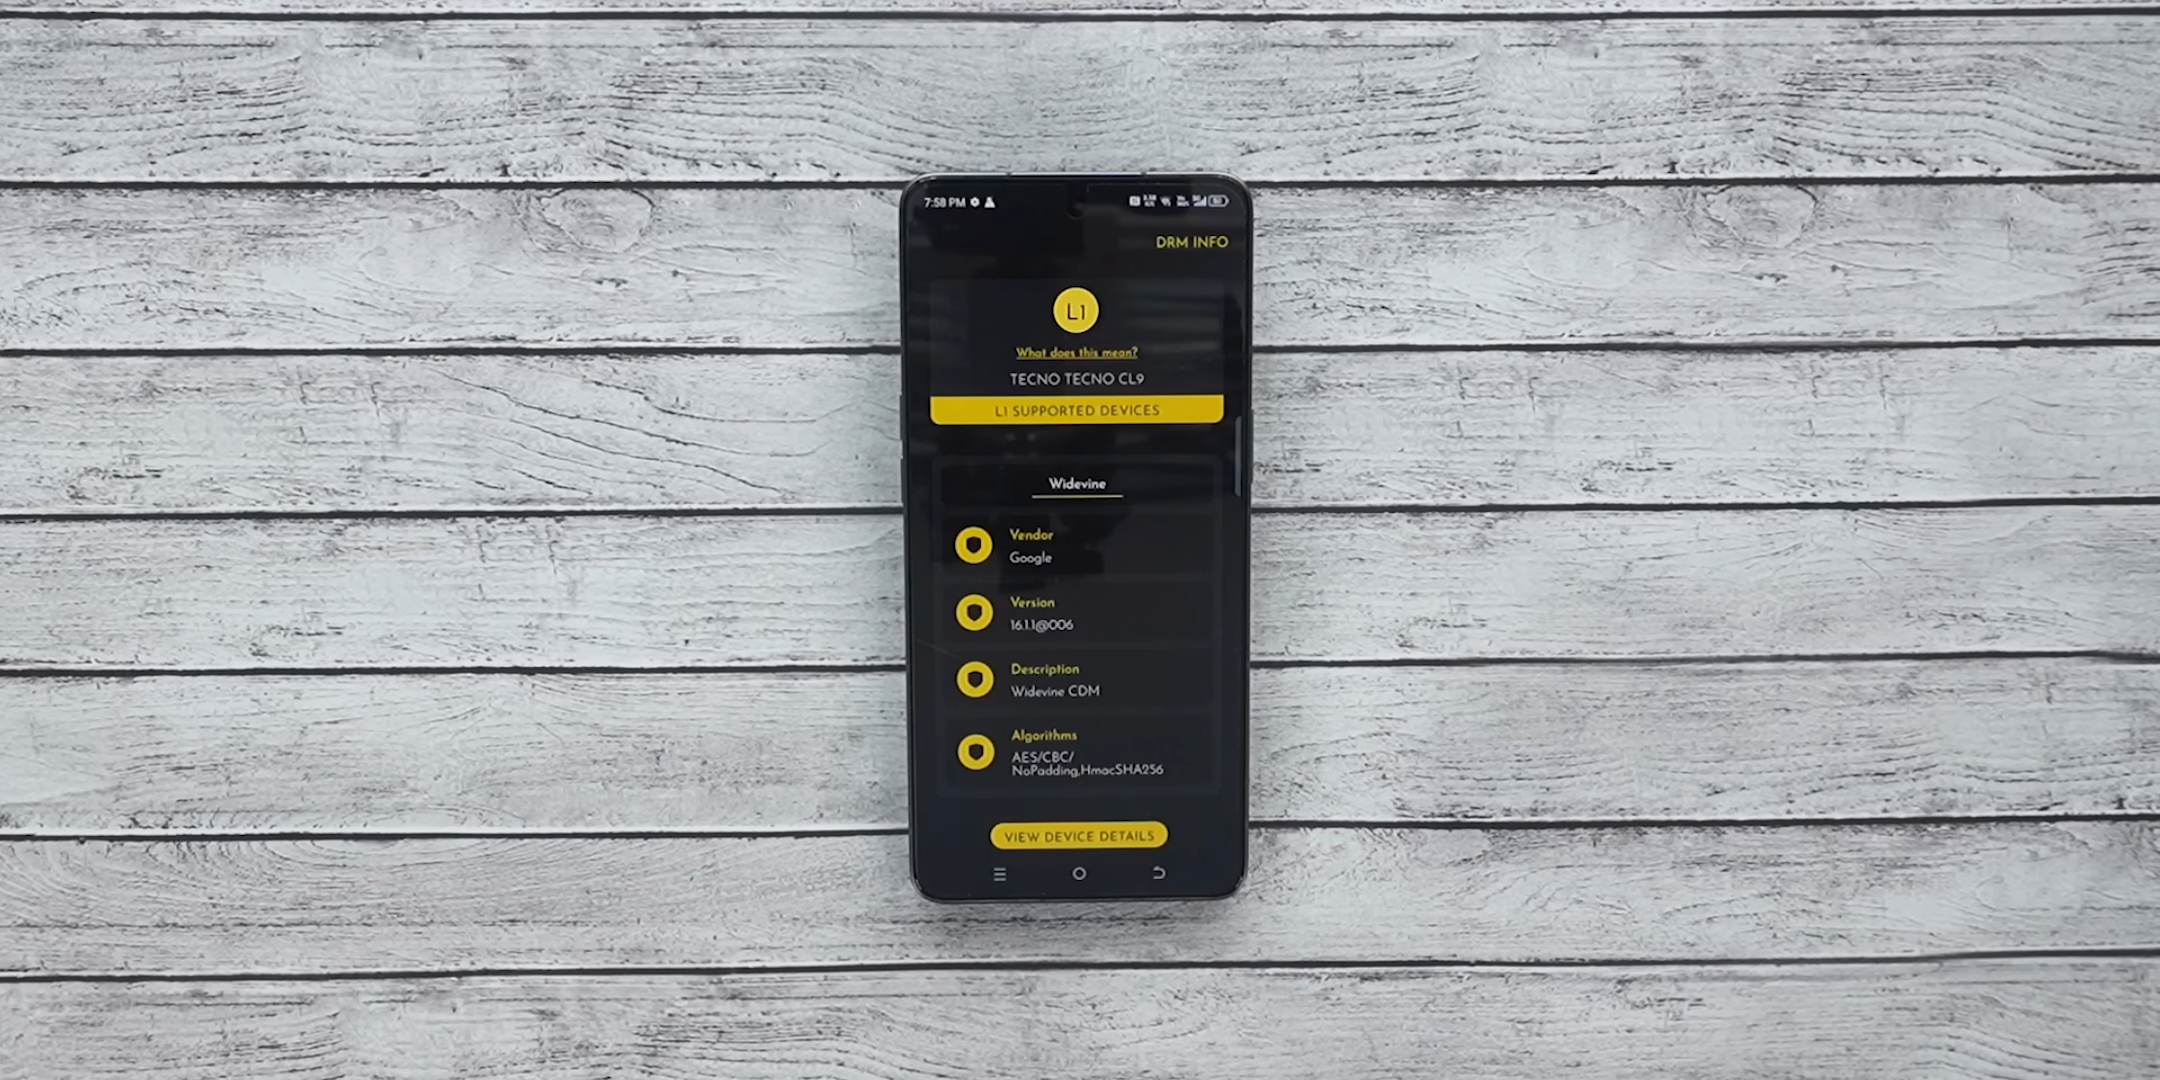 7:58 PM
DRM INFO
L1
What does this mean?
TECNO TECNO CL9
L1 SUPPORTED DEVICES
Widevine
Vendor
Google
Version
16.1.1@006
Description
Widevine CDM
Algorithms
AES/CBC/
NoPadding,HmacSHA256
VIEW DEVICE DETAILS